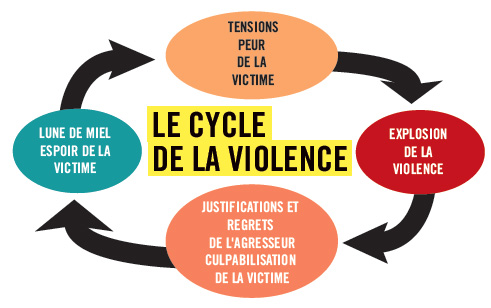 TENSIONS
PEUR
DE LA
VICTIME
LE CYCLE
DE LA VIOLENCE
EXPLOSION
DE LA
VIOLENCE
JUSTIFICATIONS ET
REGRETS
DE L'AGRESSEUR
CULPABILISATION
DE LA VICTIME
LUNE DE MIEL
ESPOIR DE LA
VICTIME